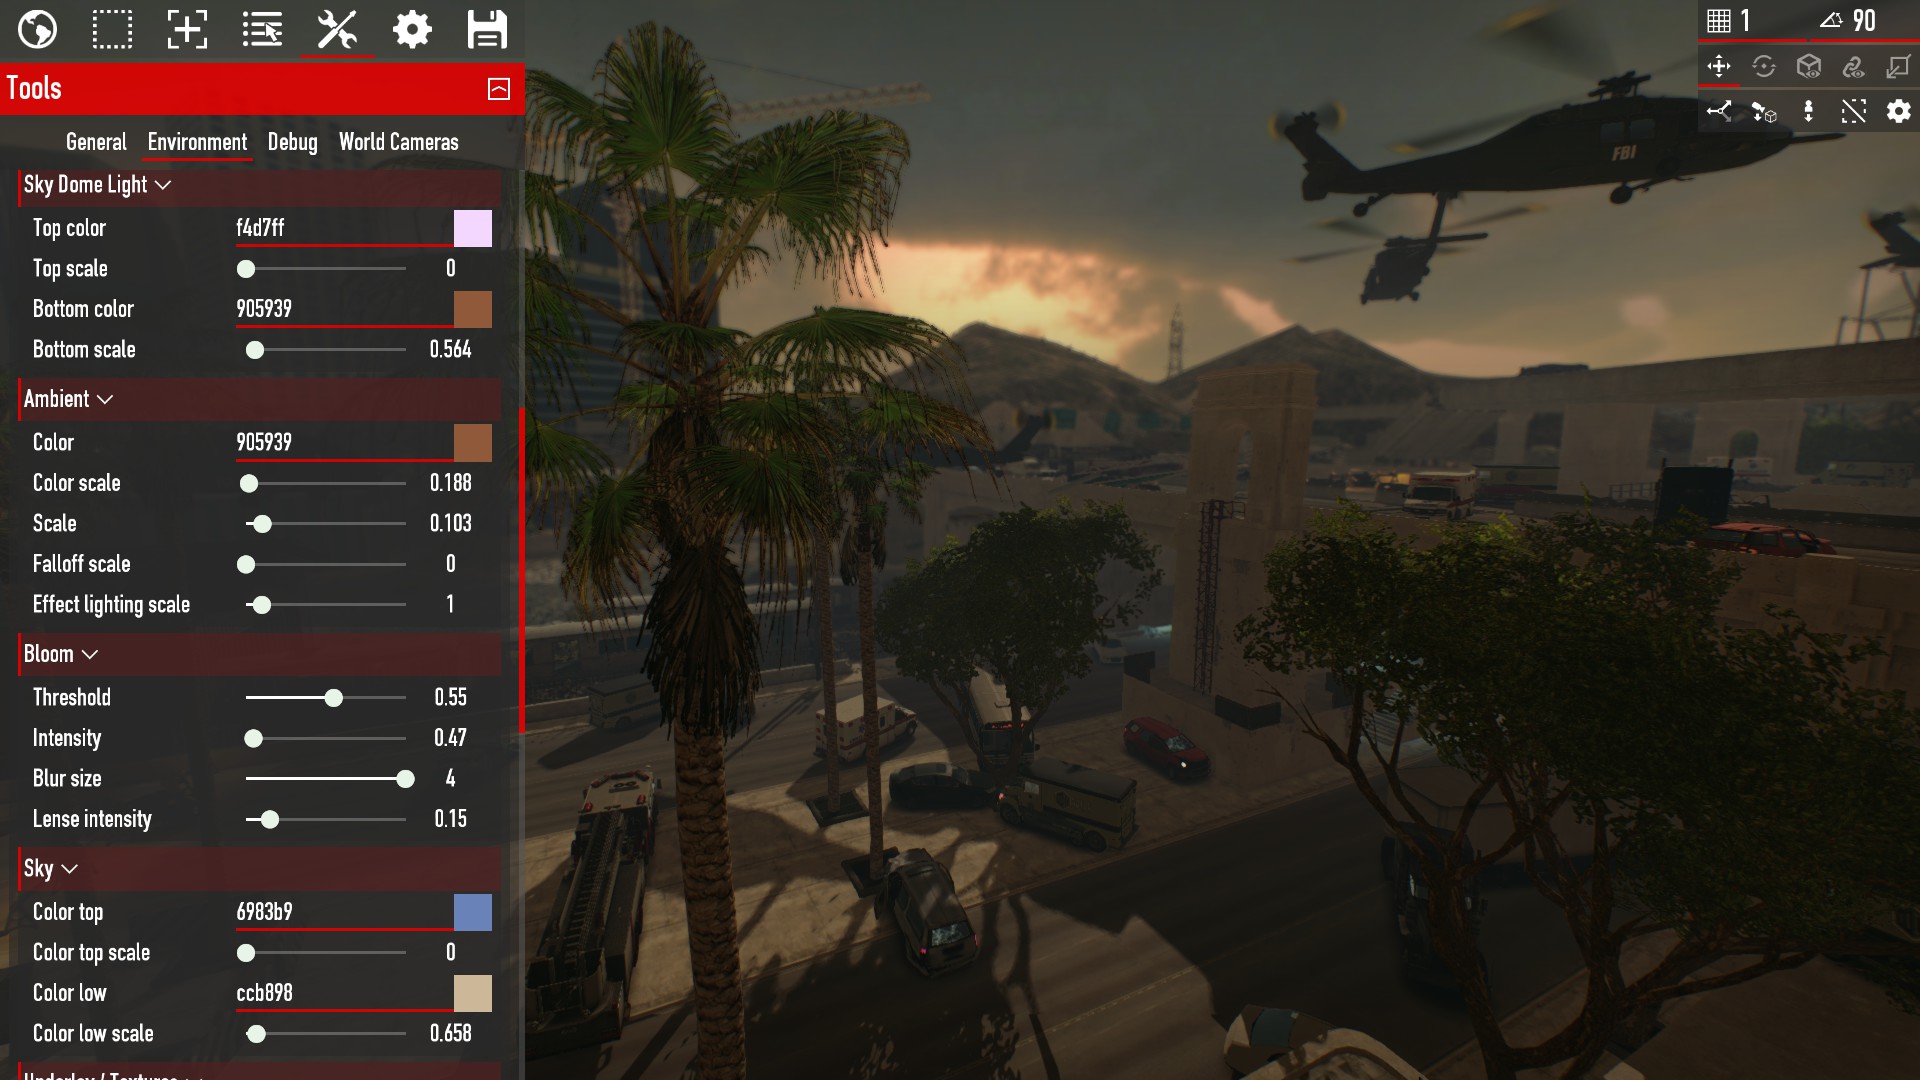 Tools
General Environment Debug World Cameras
Sky Dome Light
Top color f4d7ff
Top scale 0
Bottom color 905939
Bottom scale 0.564
Ambient
Color 905939
Color scale 0.188
Scale 0.103
Falloff scale 0
Effect lighting scale 1
Bloom
Threshold 0.55
Intensity 0.47
Blur size 4
Lense intensity 0.15
Sky
Color top 6983b9
Color top scale 0
Color low ccb898
Color low scale 0.658
Underlay / Textures
1 90
FBI